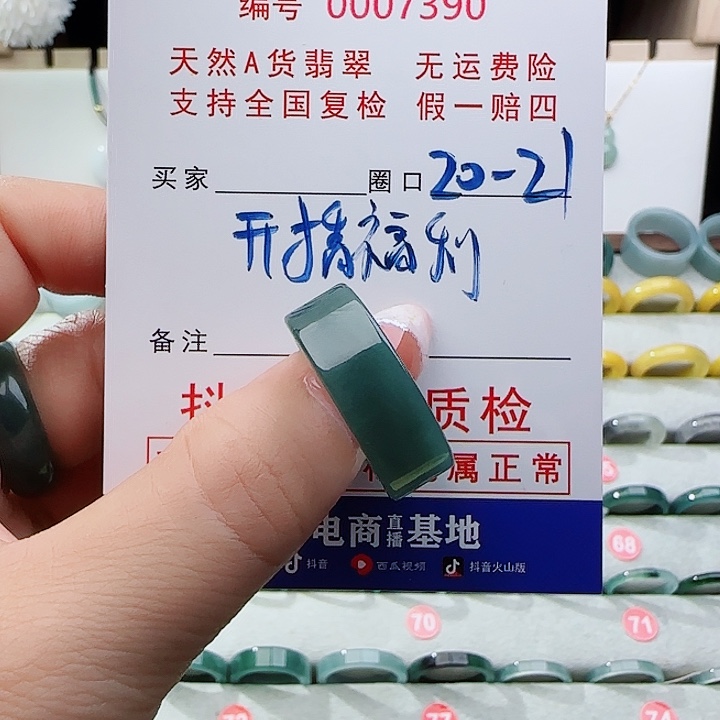 编号 0007390
天然A货翡翠 无运费险
支持全国复检 假一赔四
买家 圈口 20-21
开播福利
备注
抖 质检
属正常
电商直播基地
抖音 西瓜视频 抖音火山版
68
70 71
77 74